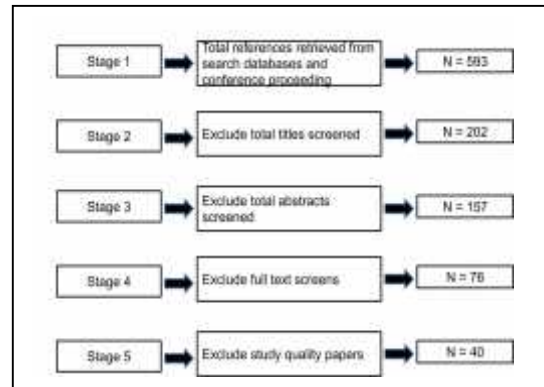 Stage 1
Total references retrieved from
search databases and
conference proceeding
N = 593
Stage 2
Exclude total titles screened
N = 202
Stage 3
Exclude total abstracts
screened
N = 157
Stage 4
Exclude full text screens
N = 76
Stage 5
Exclude study quality papers
N = 40